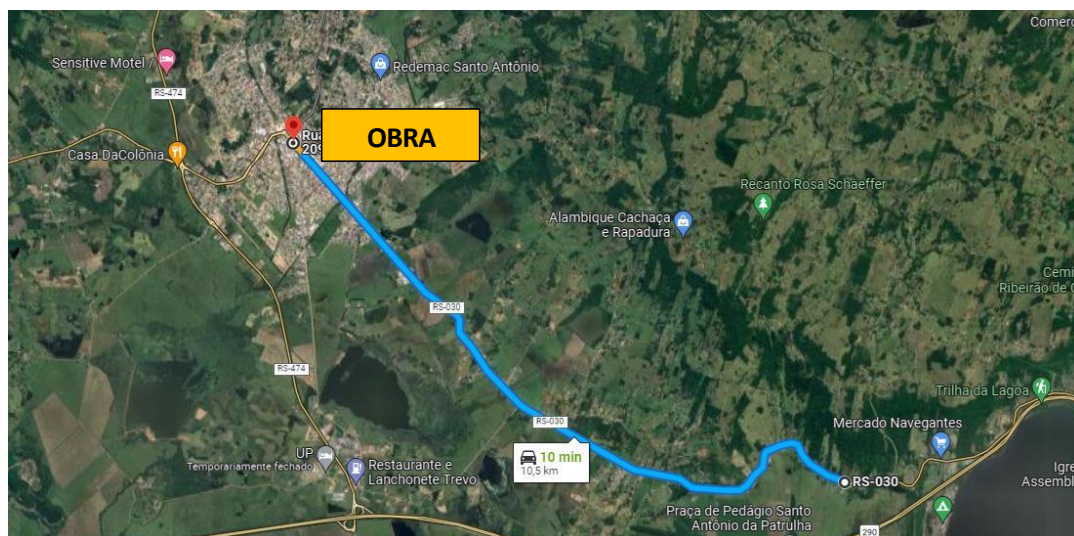 Comerc
Sensitive Motel /
Redemac Santo Antônio
RS-474
OBRA
Rua
209
Casa DaColônia
Recanto Rosa Schaeffer
Alambique Cachaça
e Rapadura
Cemi
Ribeirão de C
RS-030
RS-474
Trilha da Lagoa
RS-030
Mercado Navegantes
10 min
10,5 km
UP
Temporariamente fechado
Restaurante e
Lanchonete Trevo
RS-030
Igre
Assembl
Praça de Pedágio Santo
Antônio da Patrulha
290